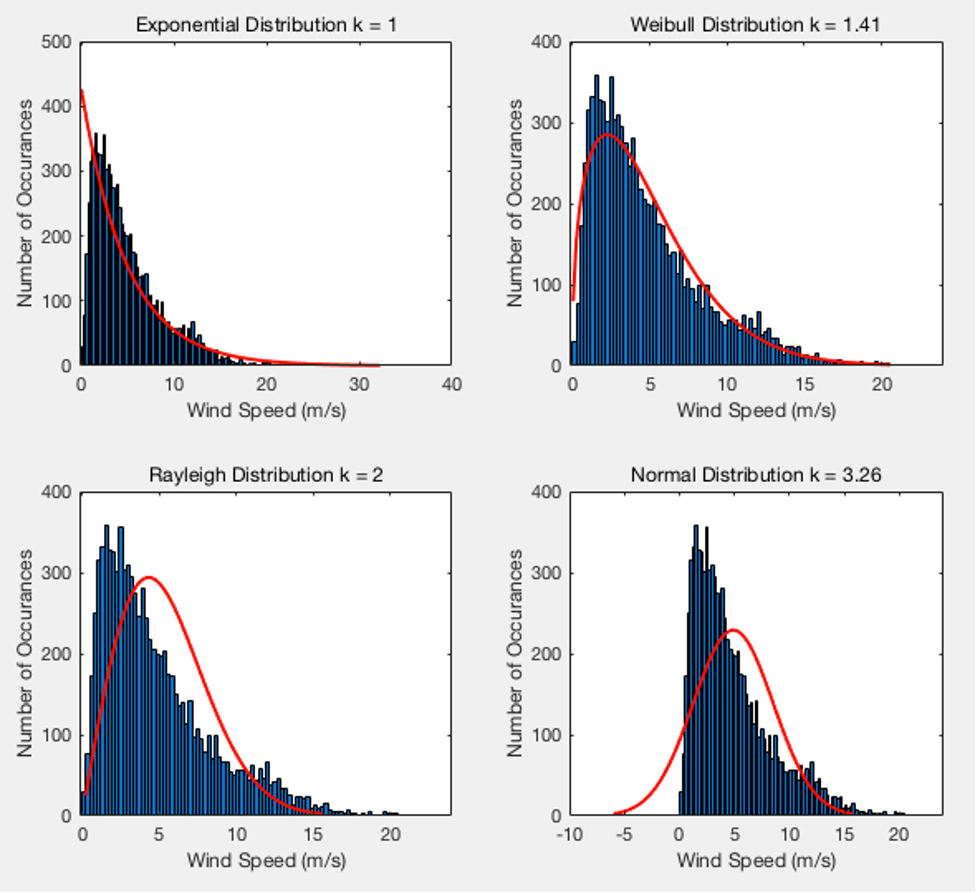 Exponential Distribution k = 1
500
400
300
200
100
0
0 10 20 30 40
Number of Occurances
Wind Speed (m/s)
Weibull Distribution k = 1.41
400
300
200
100
0
0 5 10 15 20
Number of Occurances
Wind Speed (m/s)
Rayleigh Distribution k = 2
400
300
200
100
0
0 5 10 15 20
Number of Occurances
Wind Speed (m/s)
Normal Distribution k = 3.26
400
300
200
100
0
-10 -5 0 5 10 15 20
Number of Occurances
Wind Speed (m/s)